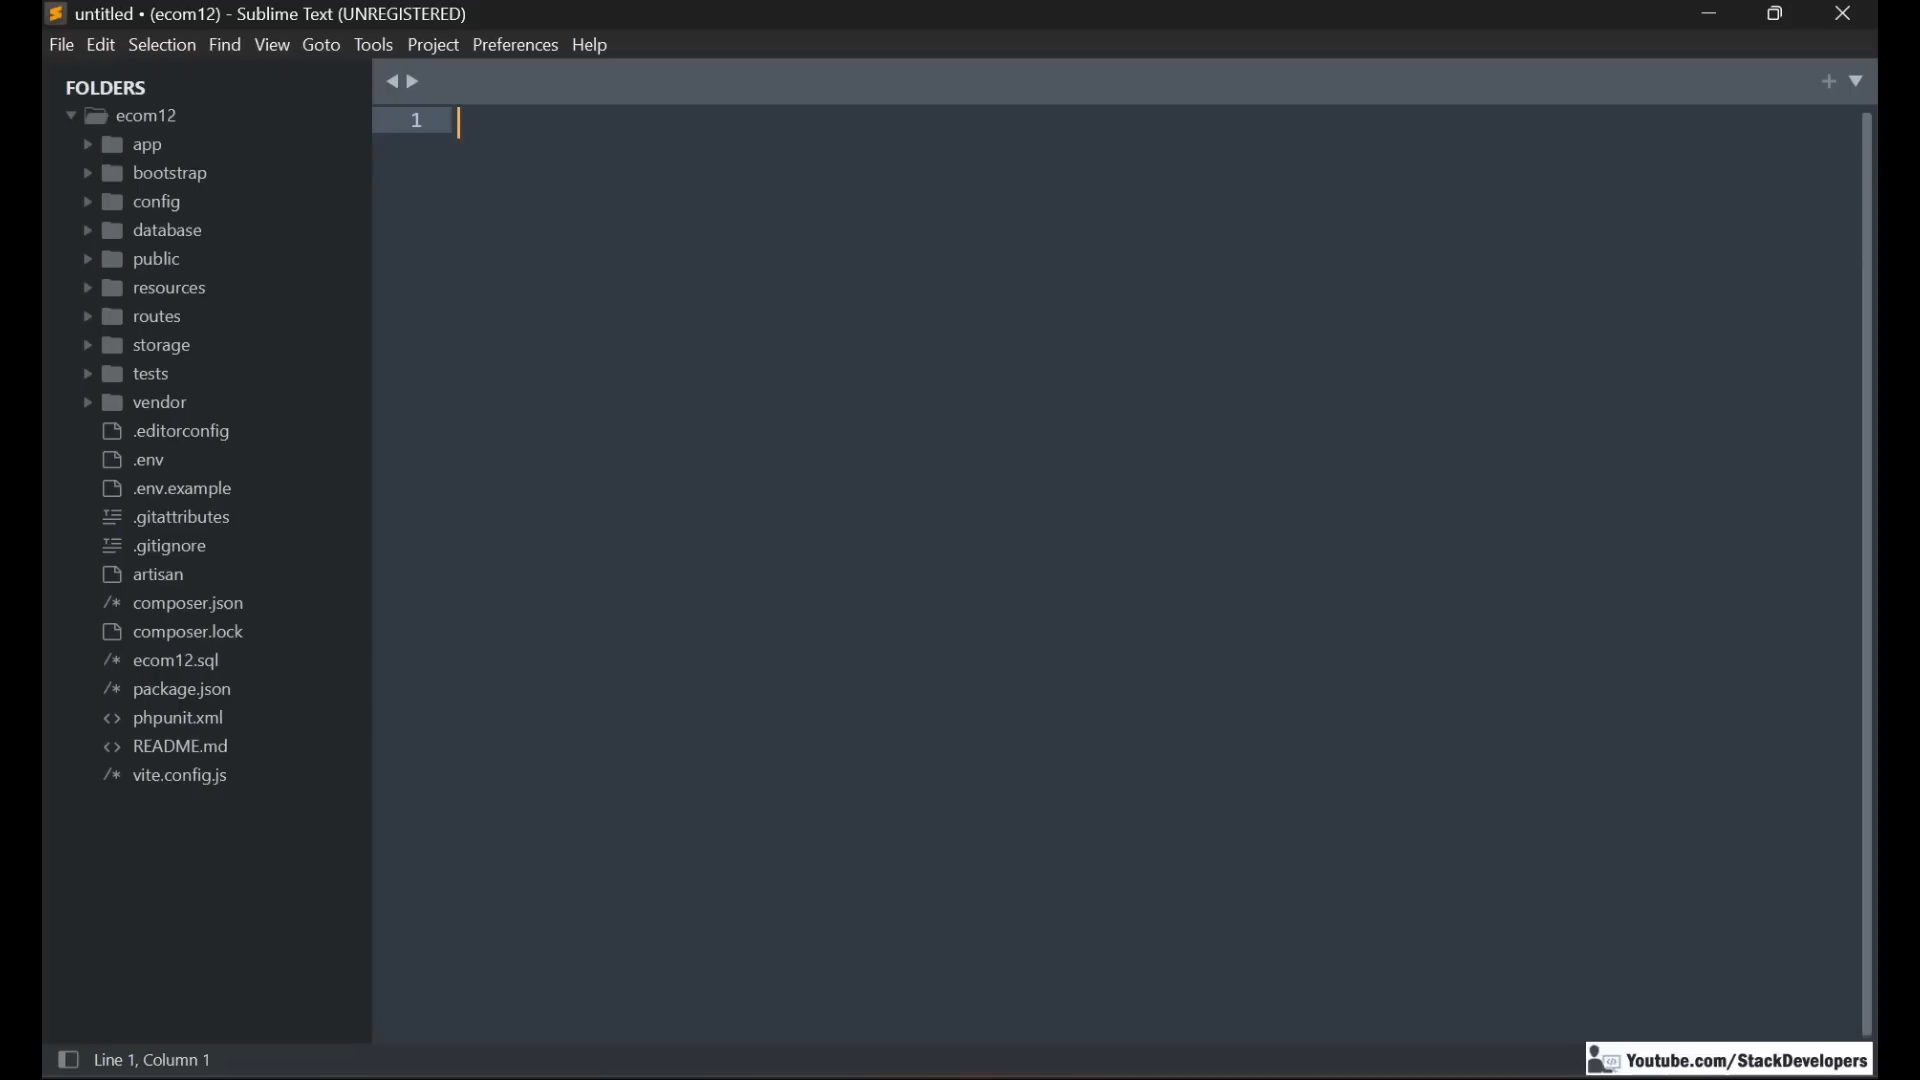 untitled • (ecom12) - Sublime Text (UNREGISTERED)
File Edit Selection Find View Goto Tools Project Preferences Help
FOLDERS
ecom12
app
bootstrap
config
database
public
resources
routes
storage
tests
vendor
.editorconfig
.env
.env.example
.gitattributes
.gitignore
artisan
/* composer.json
composer.lock
/* ecom12.sql
/* package.json
<> phpunit.xml
<> README.md
/* vite.config.js
1
Line 1, Column 1
Youtube.com/StackDevelopers